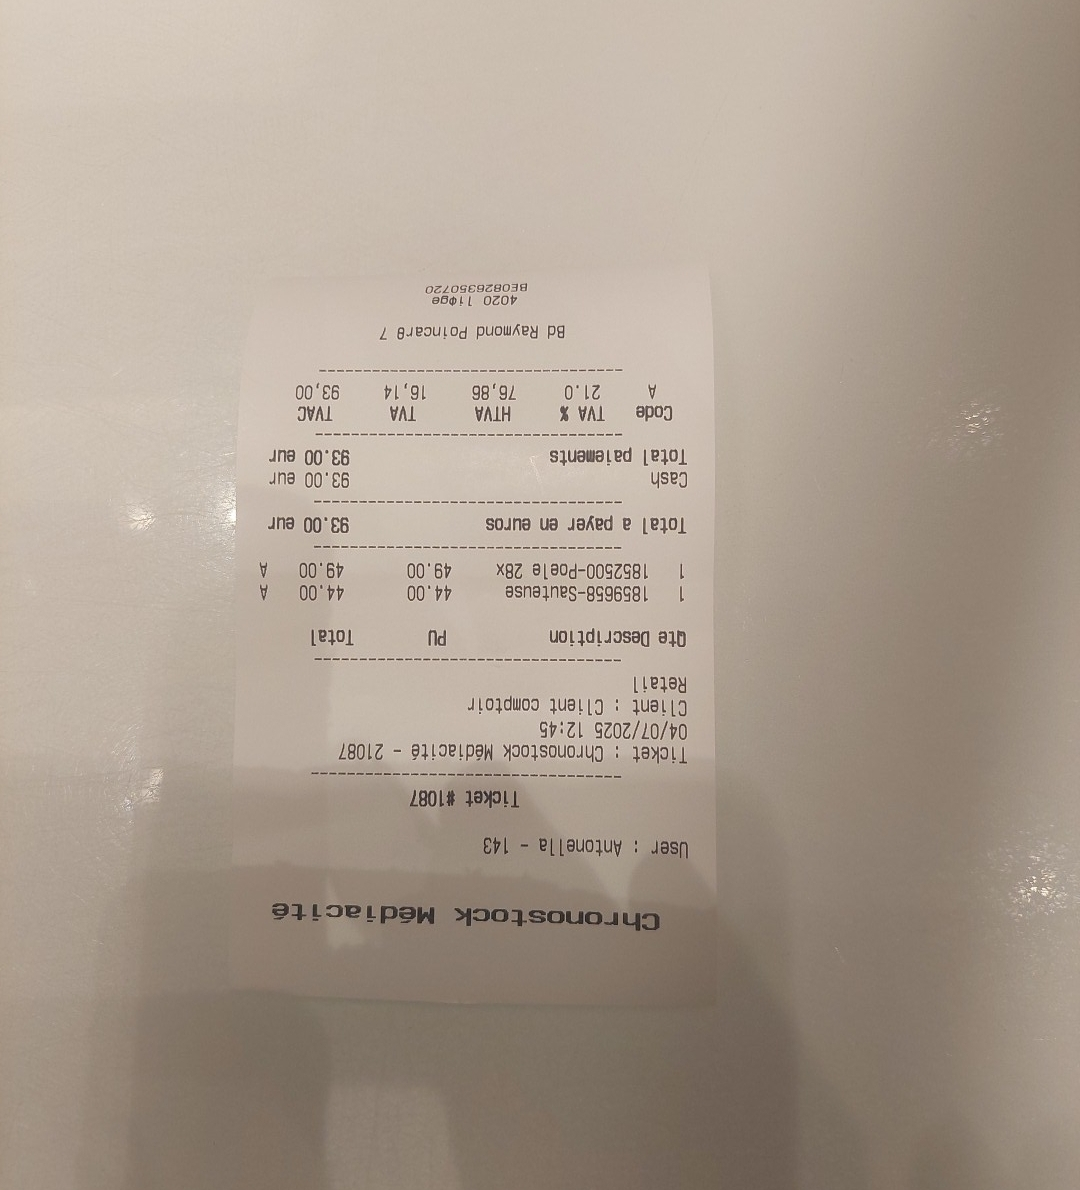 Chronostock Médiacité
User : Antonella - 143
Ticket #1087
--------------------------------
Ticket : Chronostock Médiacité - 21087
04/07/2025 12:45
Client : Client comptoir
Retail
--------------------------------
Qte Description PU Total
1 1859658-Sauteuse 44.00 44.00 A
1 1852500-Poele 28x 49.00 49.00 A
--------------------------------
Total a payer en euros 93.00 eur
--------------------------------
Cash 93.00 eur
Total paiements 93.00 eur
--------------------------------
Code TVA % HTVA TVA TVAC
A 21.0 76,86 16,14 93,00
--------------------------------
Bd Raymond Poincarθ 7
4020 liΦge
BE0826350720